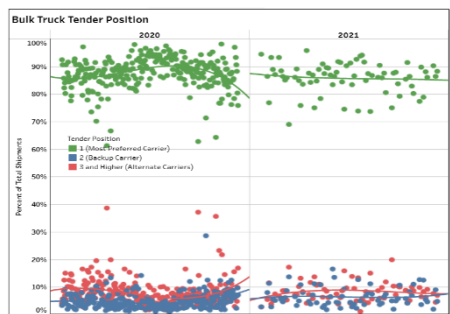 Bulk Truck Tender Position
2020 2021
100%
90%
80%
70%
Tender Position
1 (Most Preferred Carrier)
60%
2 (Backup Carrier)
3 and Higher (Alternate Carriers)
50%
40%
30%
20%
10%
0%
Percent of Total Shipments